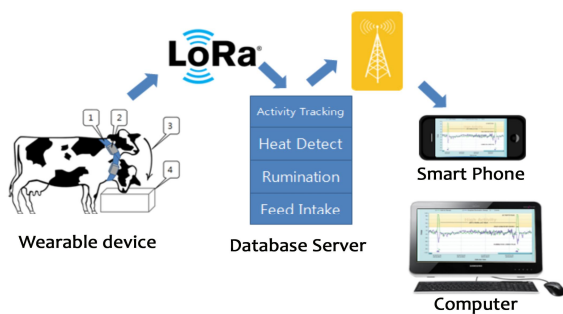 LoRa®
1
2
3
4
Wearable device
Activity Tracking
Heat Detect
Rumination
Feed Intake
Database Server
Smart Phone
Computer